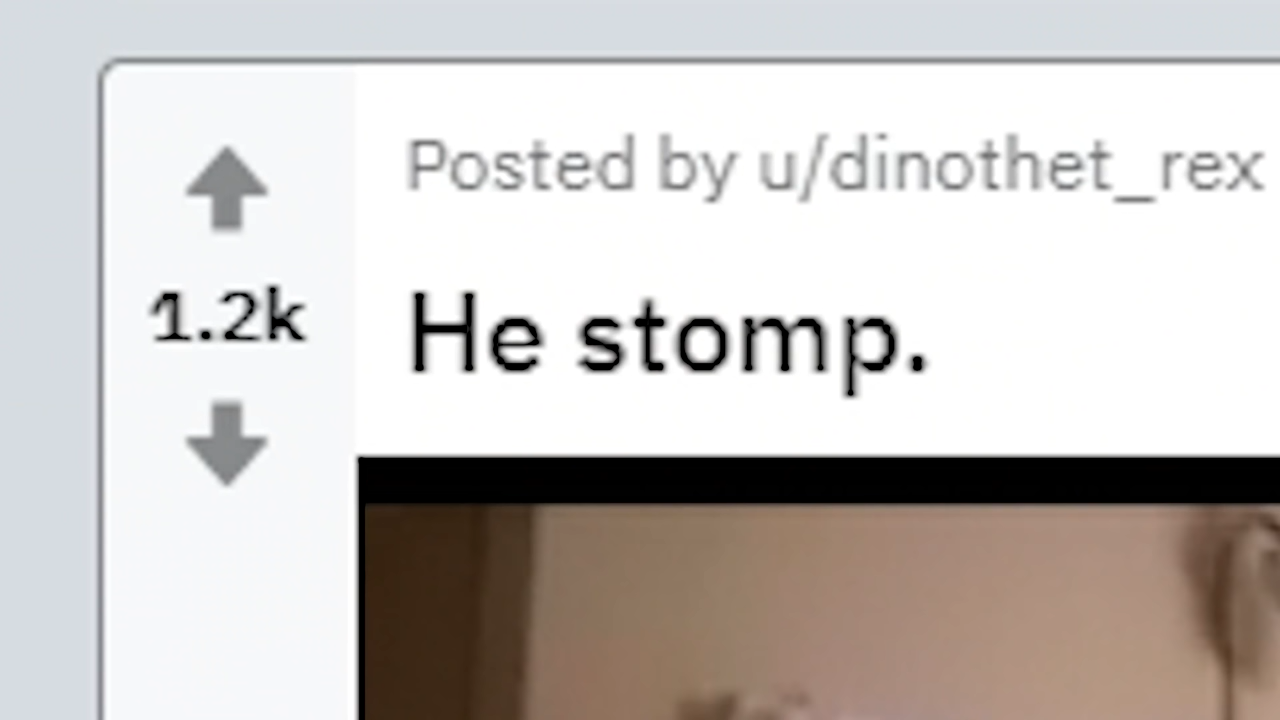 Posted by u/dinothet_rex
1.2k
He stomp.